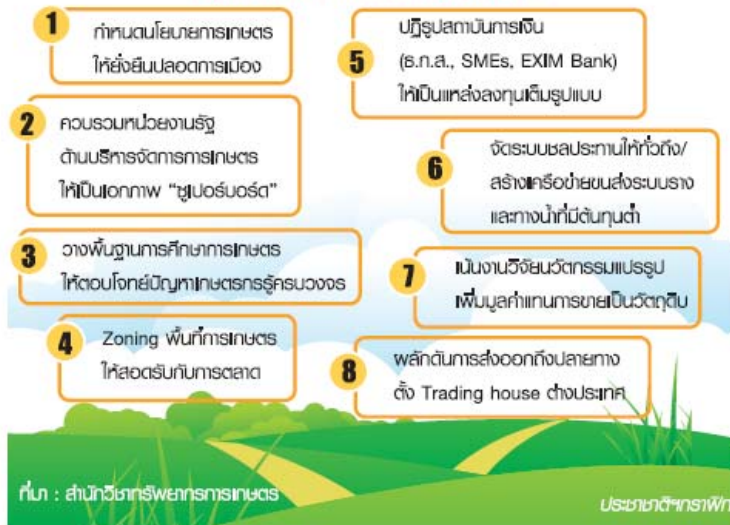 1
กำหนดนโยบายการเกษตร
ให้ยั่งยืนปลอดการเมือง
2
ควบรวมหน่วยงานรัฐ
ด้านบริหารจัดการการเกษตร
ให้เป็นเอกภาพ “ซูเปอร์บอร์ด”
3
วางพื้นฐานการศึกษาการเกษตร
ให้ตอบโจทย์ปัญหาเกษตรกรรู้ครบวงจร
4
Zoning พื้นที่การเกษตร
ให้สอดรับกับการตลาด
5
ปฏิรูปสถาบันการเงิน
(ธ.ก.ส., SMEs, EXIM Bank)
ให้เป็นแหล่งลงทุนเต็มรูปแบบ
6
จัดระบบชลประทานให้ทั่วถึง/
สร้างเครือข่ายขนส่งระบบราง
และทางน้ำที่มีต้นทุนต่ำ
7
เน้นงานวิจัยนวัตกรรมแปรรูป
เพิ่มมูลค่าแทนการขายเป็นวัตถุดิบ
8
ผลักดันการส่งออกถึงปลายทาง
ตั้ง Trading house ต่างประเทศ
ที่มา : สำนักวิชาทรัพยากรการเกษตร
ประชาชาติฯกราฟิก